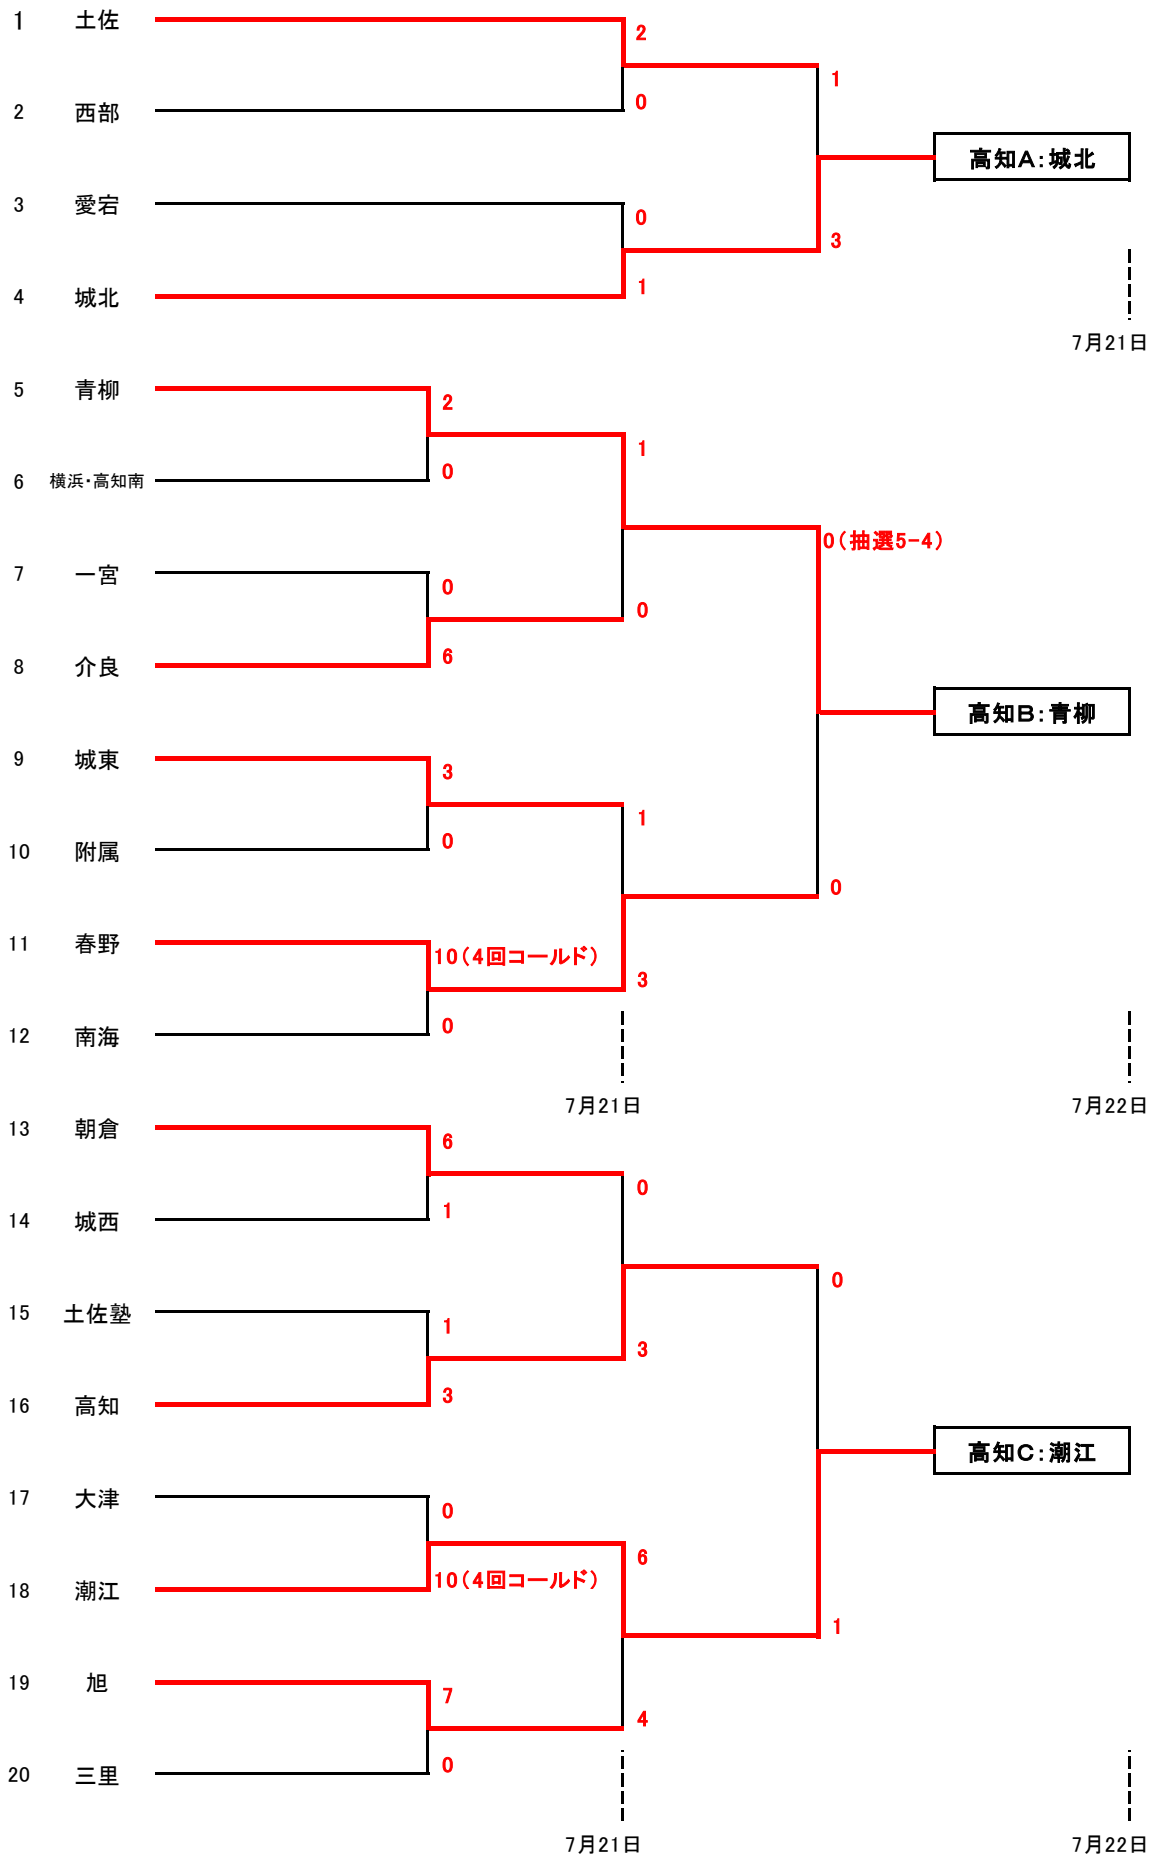 1 土佐
2
1
2 西部
0
高知A：城北
3 愛宕
0
3
4 城北
1
7月21日
5 青柳
2
1
6 横浜・高知南
0
0（抽選5-4）
7 一宮
0
0
8 介良
6
高知B：青柳
9 城東
3
1
10 附属
0
0
11 春野
10（4回コールド）
3
12 南海
0
7月21日
7月22日
13 朝倉
6
0
14 城西
1
0
15 土佐塾
1
3
16 高知
3
高知C：潮江
17 大津
0
6
18 潮江
10（4回コールド）
1
19 旭
7
4
20 三里
0
7月21日
7月22日